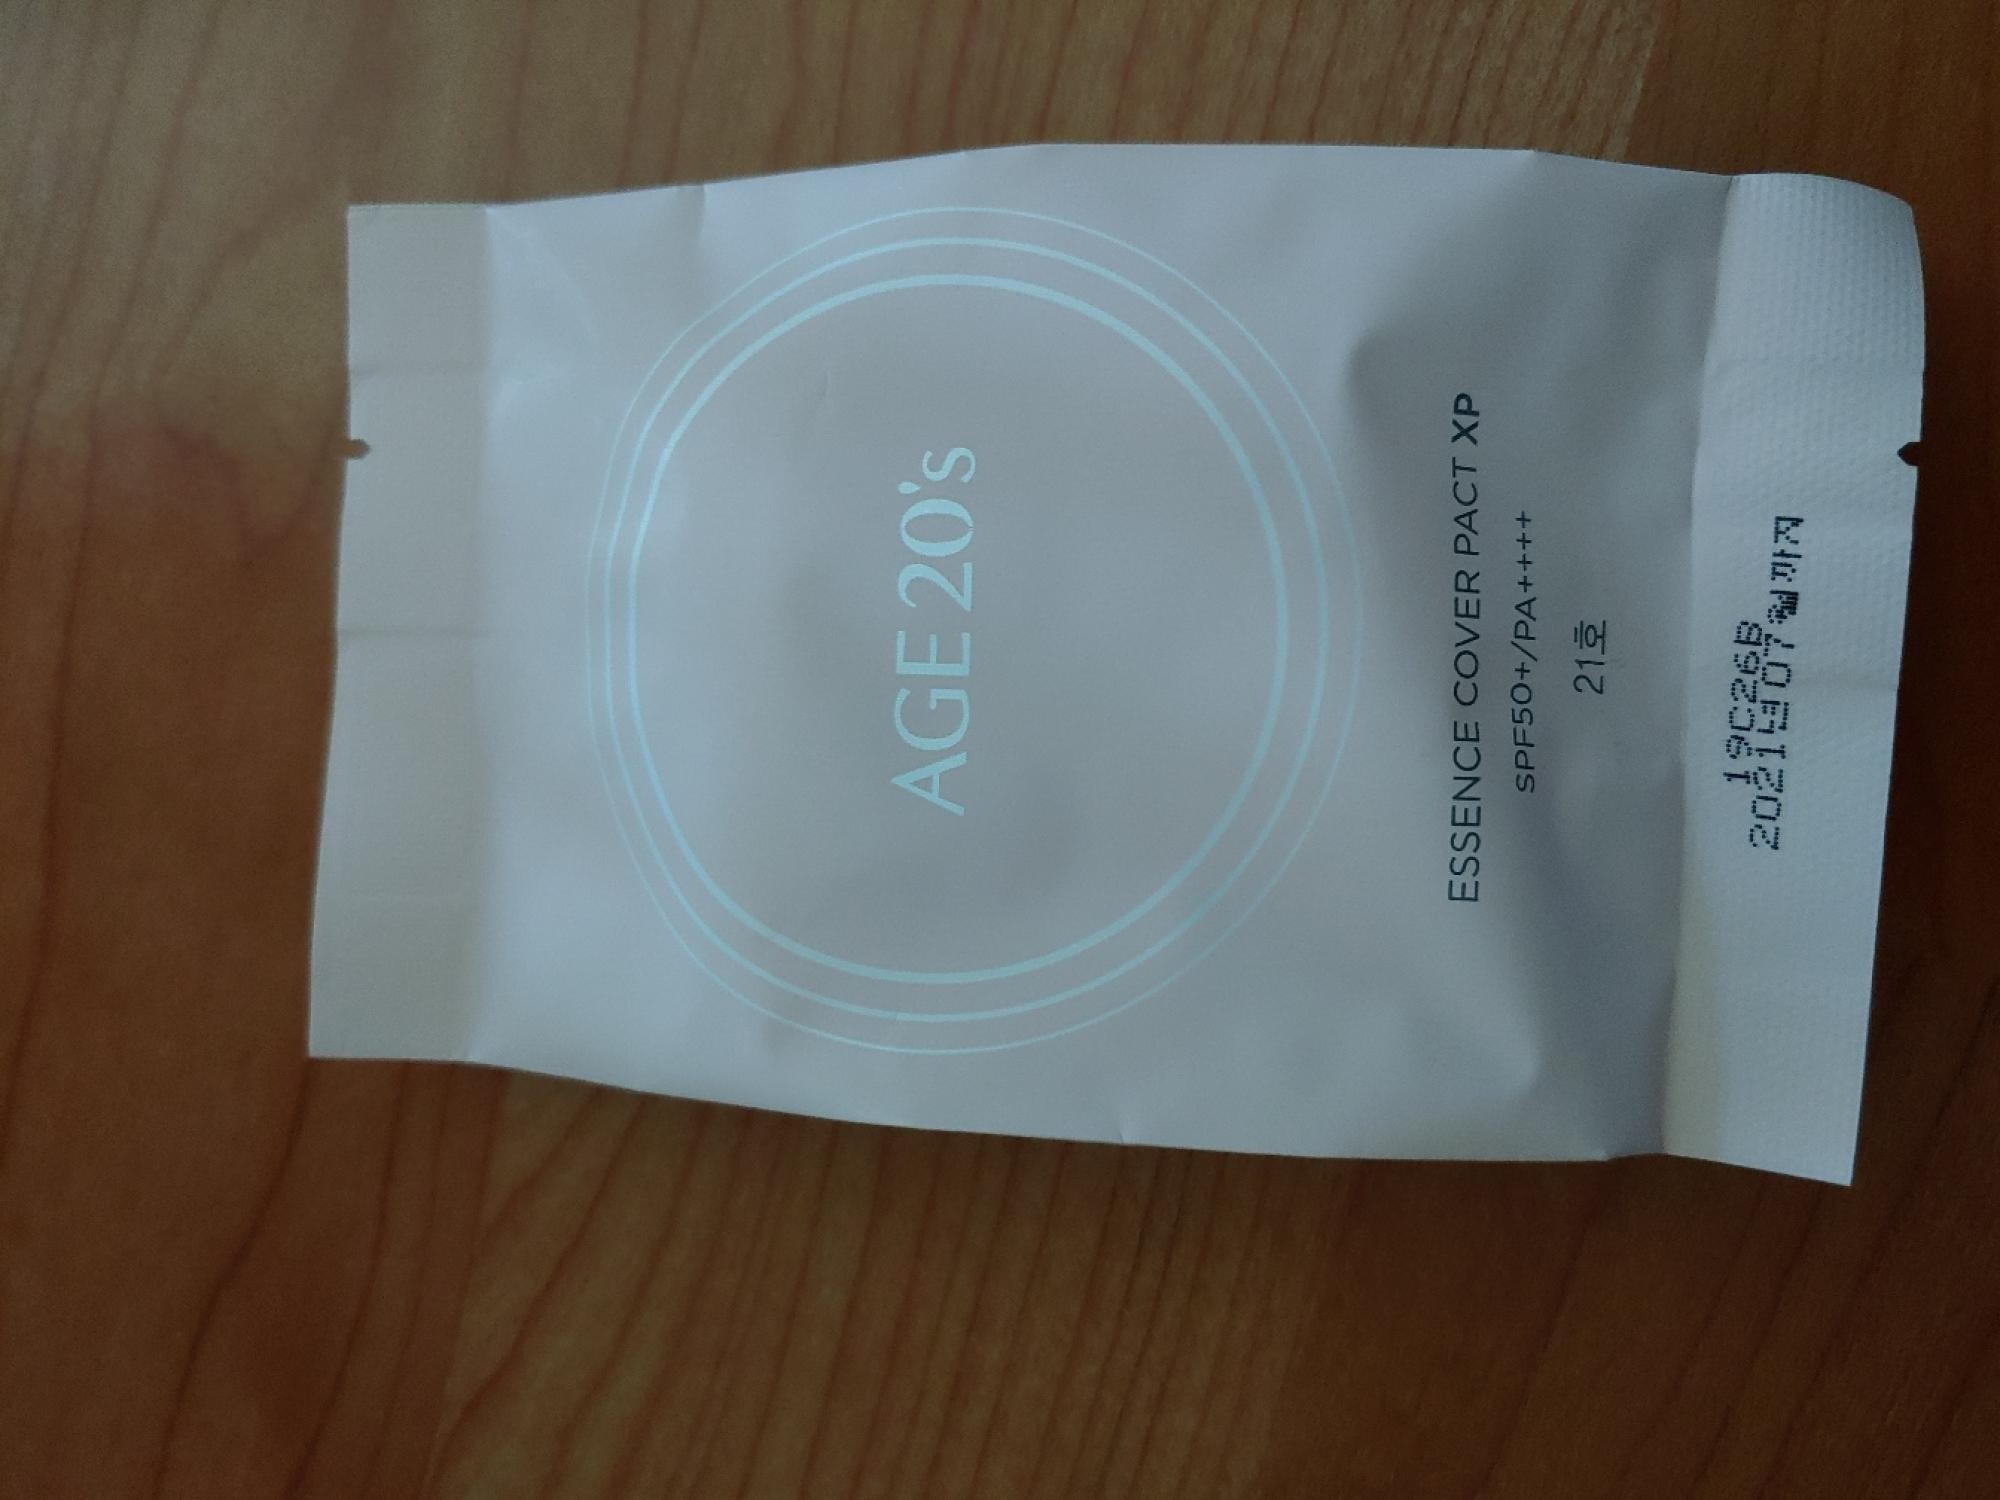 AGE 20's
ESSENCE COVER PACT XP
SPF50+/PA++++
21호
19C26B
2021년07월까지